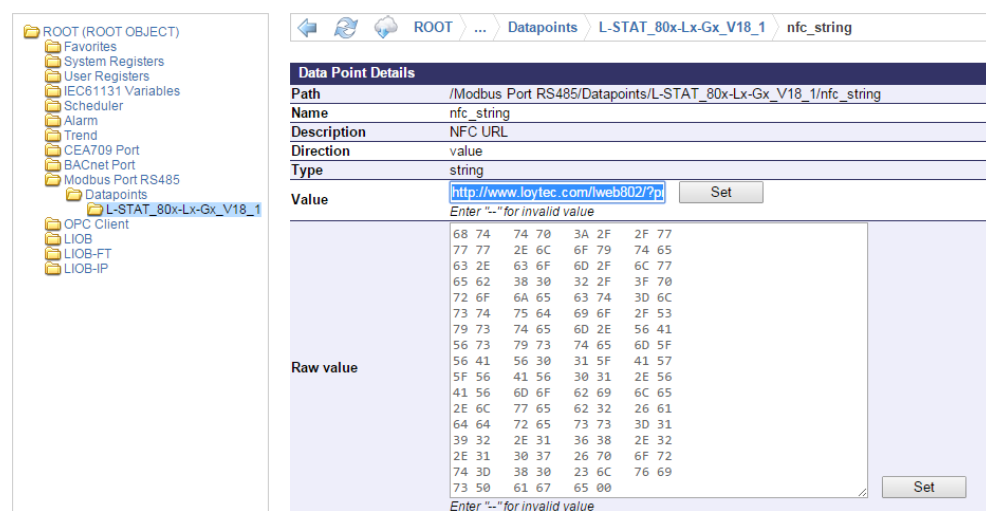 ROOT (ROOT OBJECT)
Favorites
System Registers
User Registers
IEC61131 Variables
Scheduler
Alarm
Trend
CEA709 Port
BACnet Port
Modbus Port RS485
Datapoints
L-STAT_80x-Lx-Gx_V18_1
OPC Client
LIOB
LIOB-FT
LIOB-IP
ROOT ... Datapoints L-STAT_80x-Lx-Gx_V18_1 nfc_string
Data Point Details
Path /Modbus Port RS485/Datapoints/L-STAT_80x-Lx-Gx_V18_1/nfc_string
Name nfc_string
Description NFC URL
Direction value
Type string
Value http://www.loytec.com/lweb802/?p Set
Enter "--" for invalid value
Raw value
68 74 74 70 3A 2F 2F 77
77 77 2E 6C 6F 79 74 65
63 2E 63 6F 6D 2F 6C 77
65 62 38 30 32 2F 3F 70
72 6F 6A 65 63 74 3D 6C
73 74 75 64 69 6F 2F 53
79 73 74 65 6D 2E 56 41
56 73 79 73 74 65 6D 5F
56 41 56 30 31 5F 41 57
5F 56 41 56 30 31 2E 56
41 56 6D 6F 62 69 6C 65
2E 6C 77 65 62 32 26 61
64 64 72 65 73 73 3D 31
39 32 2E 31 36 38 2E 32
2E 31 30 37 26 70 6F 72
74 3D 38 30 23 6C 76 69
73 50 61 67 65 00
Set
Enter "--" for invalid value